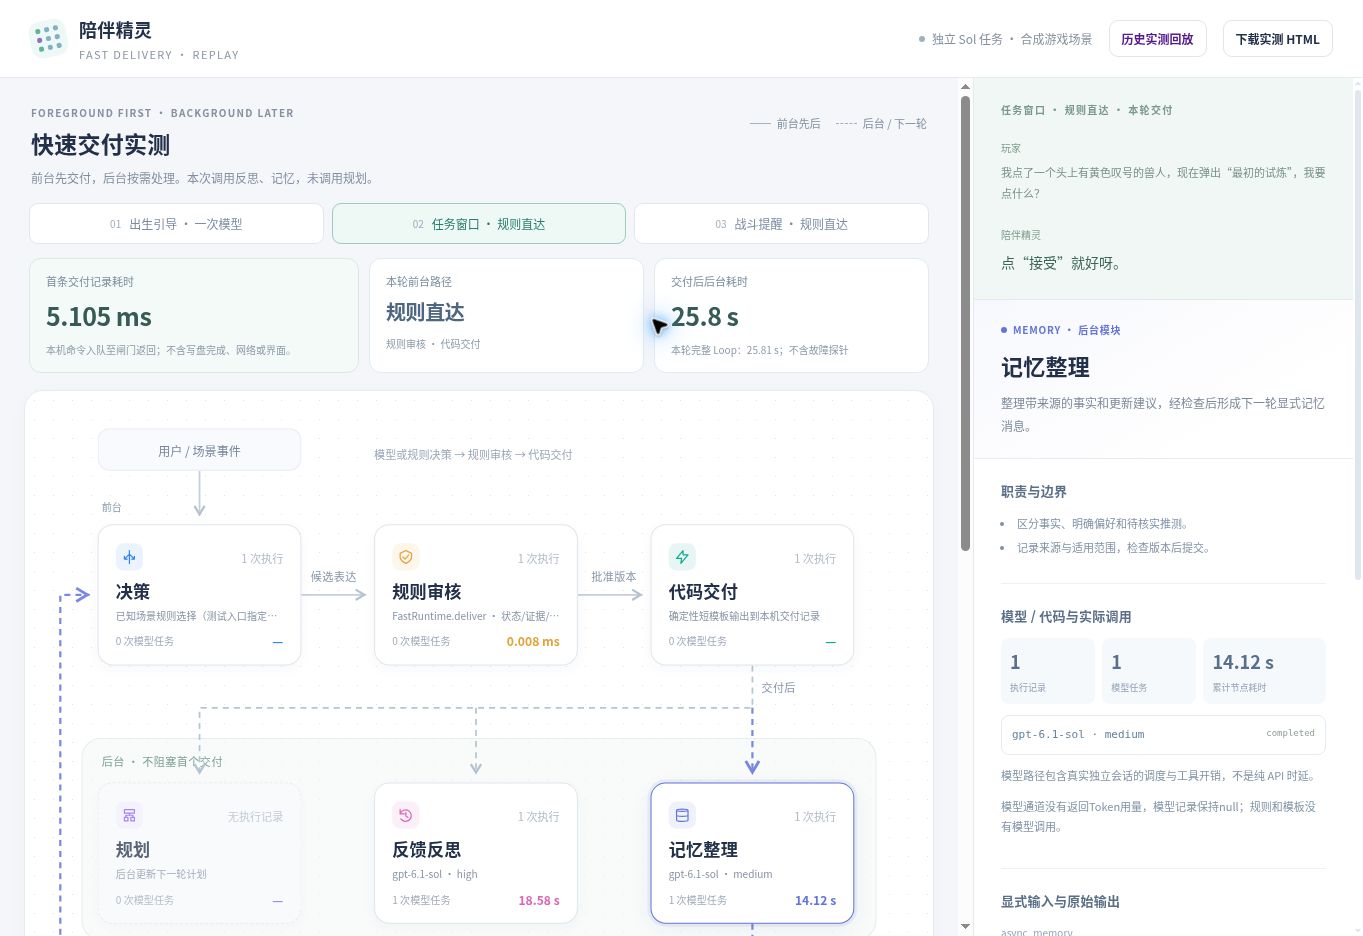 陪伴精灵
FAST DELIVERY · REPLAY
独立 Sol 任务 · 合成游戏场景
历史实测回放
下载实测 HTML
FOREGROUND FIRST · BACKGROUND LATER
快速交付实测
前台先交付，后台按需处理。本次调用反思、记忆，未调用规划。
前台先后
后台 / 下一轮
01 出生引导 · 一次模型
02 任务窗口 · 规则直达
03 战斗提醒 · 规则直达
首条交付记录耗时
5.105 ms
本机命令入队至闸门返回；不含写盘完成、网络或界面。
本轮前台路径
规则直达
规则审核 · 代码交付
交付后后台耗时
25.8 s
本轮完整 Loop：25.81 s；不含故障探针
用户 / 场景事件
模型或规则决策 → 规则审核 → 代码交付
前台
1 次执行
决策
已知场景规则选择（测试入口指定…
0 次模型任务
—
候选表达
1 次执行
规则审核
FastRuntime.deliver · 状态/证据/…
0 次模型任务
0.008 ms
批准版本
1 次执行
代码交付
确定性短模板输出到本机交付记录
0 次模型任务
—
交付后
后台 · 不阻塞首个交付
无执行记录
规划
后台更新下一轮计划
0 次模型任务
—
1 次执行
反馈反思
gpt-6.1-sol · high
1 次模型任务
18.58 s
1 次执行
记忆整理
gpt-6.1-sol · medium
1 次模型任务
14.12 s
任务窗口 · 规则直达 · 本轮交付
玩家
我点了一个头上有黄色叹号的兽人，现在弹出“最初的试炼”，我要
点什么？
陪伴精灵
点“接受”就好呀。
MEMORY · 后台模块
记忆整理
整理带来源的事实和更新建议，经检查后形成下一轮显式记忆
消息。
职责与边界
• 区分事实、明确偏好和待核实推测。
• 记录来源与适用范围，检查版本后提交。
模型 / 代码与实际调用
1
执行记录
1
模型任务
14.12 s
累计节点耗时
gpt-6.1-sol · medium
completed
模型路径包含真实独立会话的调度与工具开销，不是纯 API 时延。
模型通道没有返回Token用量，模型记录保持null；规则和模板没
有模型调用。
显式输入与原始输出
async_memory